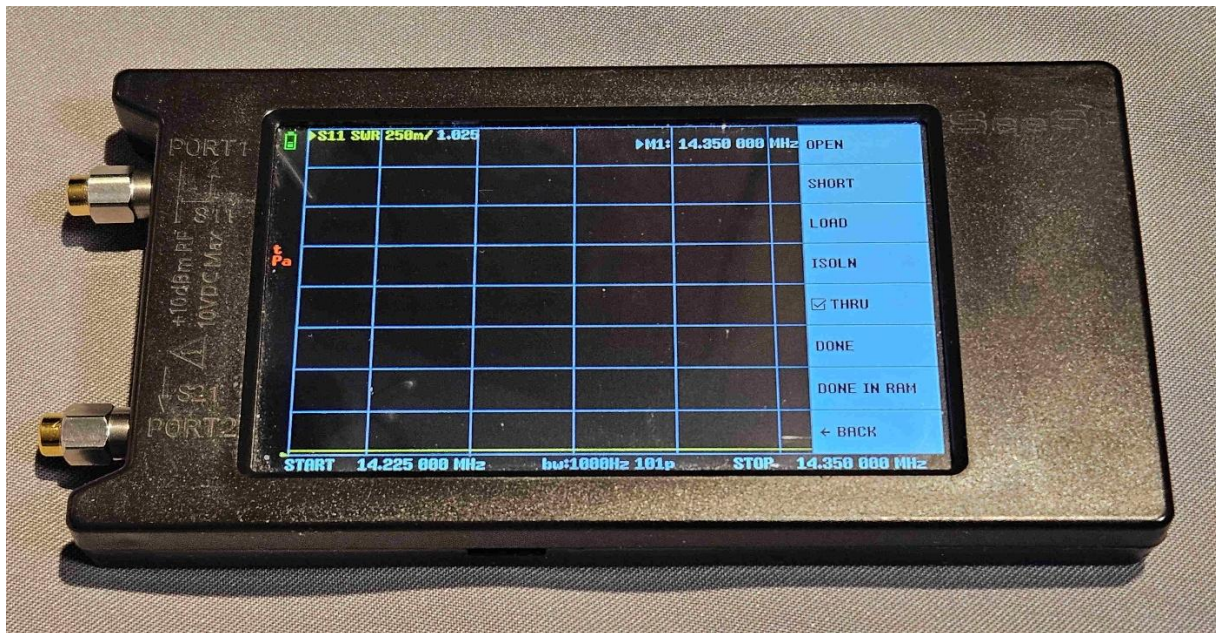 PORT1
S11
+10dBm RF
10VDC Max
S21
PORT2
▶S11 SWR 250m/ 1.025
▶M1: 14.350 000 MHz
t
Pa
START 14.225 000 MHz
bw:1000Hz 101p
STOP 14.350 000 MHz
OPEN
SHORT
LOAD
ISOLN
☑ THRU
DONE
DONE IN RAM
← BACK